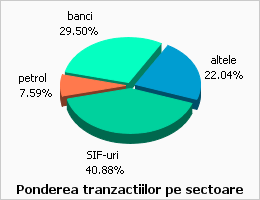 banci
29.50%
altele
22.04%
petrol
7.59%
SIF-uri
40.88%
Ponderea tranzactiilor pe sectoare